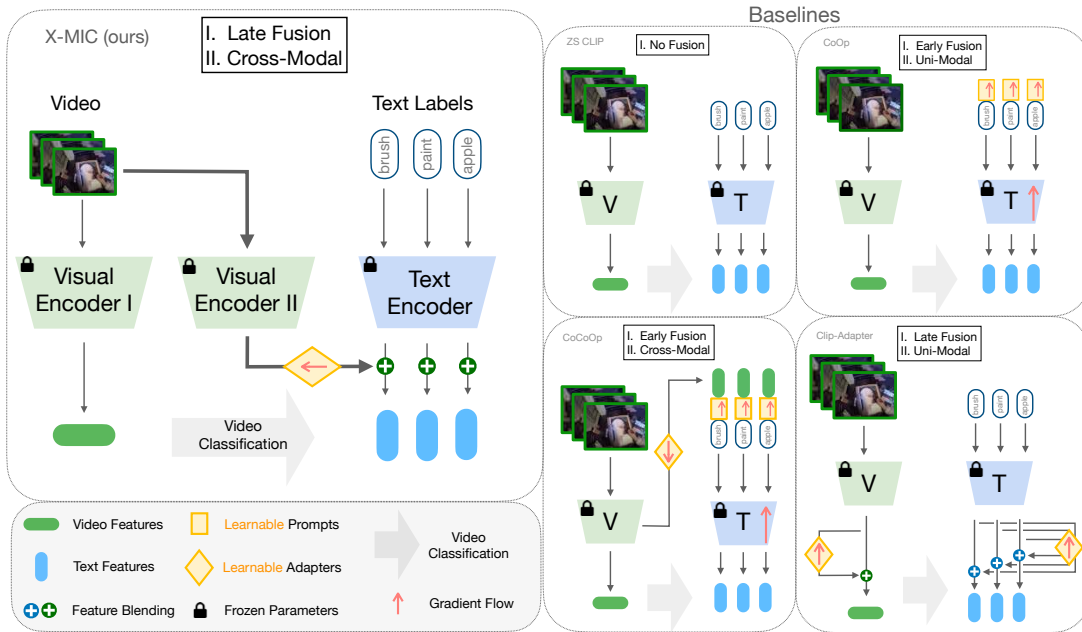 X-MIC (ours)
I. Late Fusion
II. Cross-Modal
Video
Text Labels
brush
paint
apple
Visual
Encoder I
Visual
Encoder II
Text
Encoder
Video
Classification
Video Features
Learnable Prompts
Text Features
Learnable Adapters
Feature Blending
Frozen Parameters
Video
Classification
Gradient Flow
Baselines
ZS CLIP
I. No Fusion
brush
paint
apple
V
T
CoOp
I. Early Fusion
II. Uni-Modal
brush
paint
apple
V
T
CoCoOp
I. Early Fusion
II. Cross-Modal
brush
paint
apple
V
T
Clip-Adapter
I. Late Fusion
II. Uni-Modal
brush
paint
apple
V
T